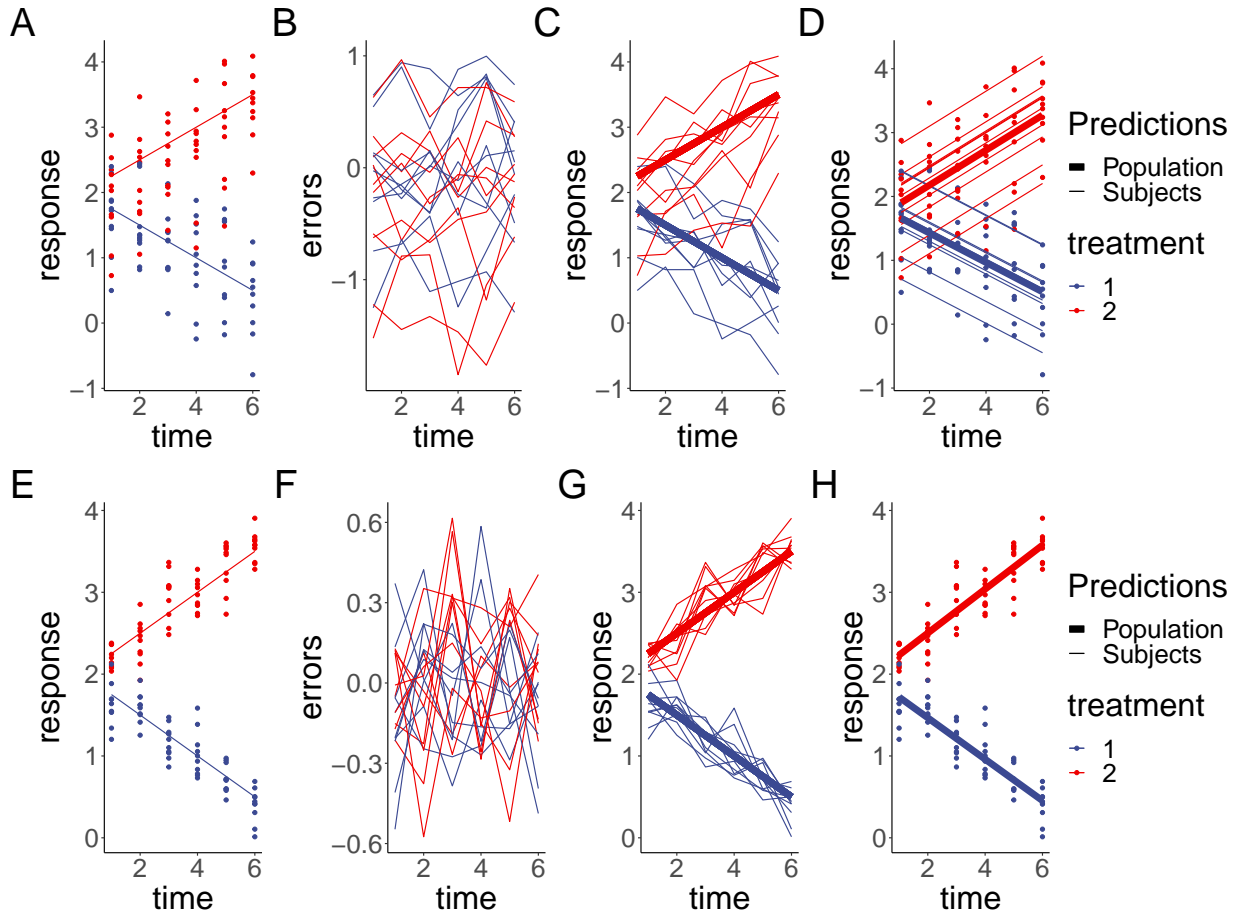 A
response
4
3
2
1
0
−1
2 4 6
time
B
errors
1
0
−1
2 4 6
time
C
response
4
3
2
1
0
−1
2 4 6
time
D
response
4
3
2
1
0
−1
2 4 6
time
Predictions
Population
Subjects
treatment
1
2
E
response
4
3
2
1
0
2 4 6
time
F
errors
0.6
0.3
0.0
−0.3
−0.6
2 4 6
time
G
response
4
3
2
1
0
2 4 6
time
H
response
4
3
2
1
0
2 4 6
time
Predictions
Population
Subjects
treatment
1
2